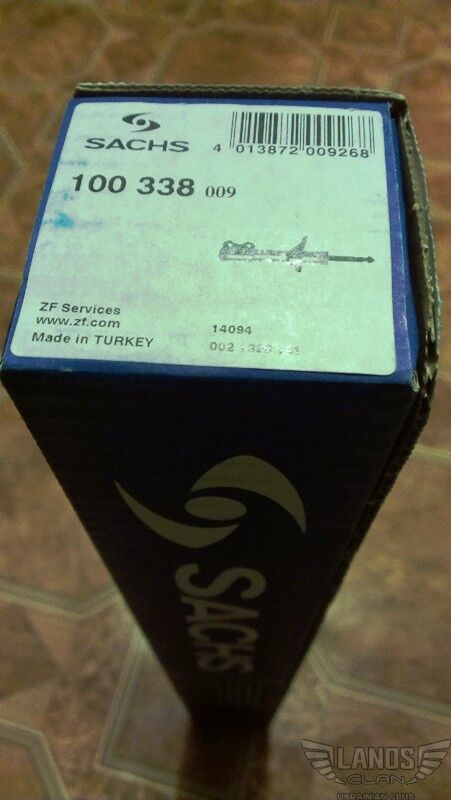 SACHS
4 013872 009268
100 338 009
ZF Services
www.zf.com
Made in TURKEY
14094
SACHS
LANOS
CLAN
UKRAINIAN CLUB